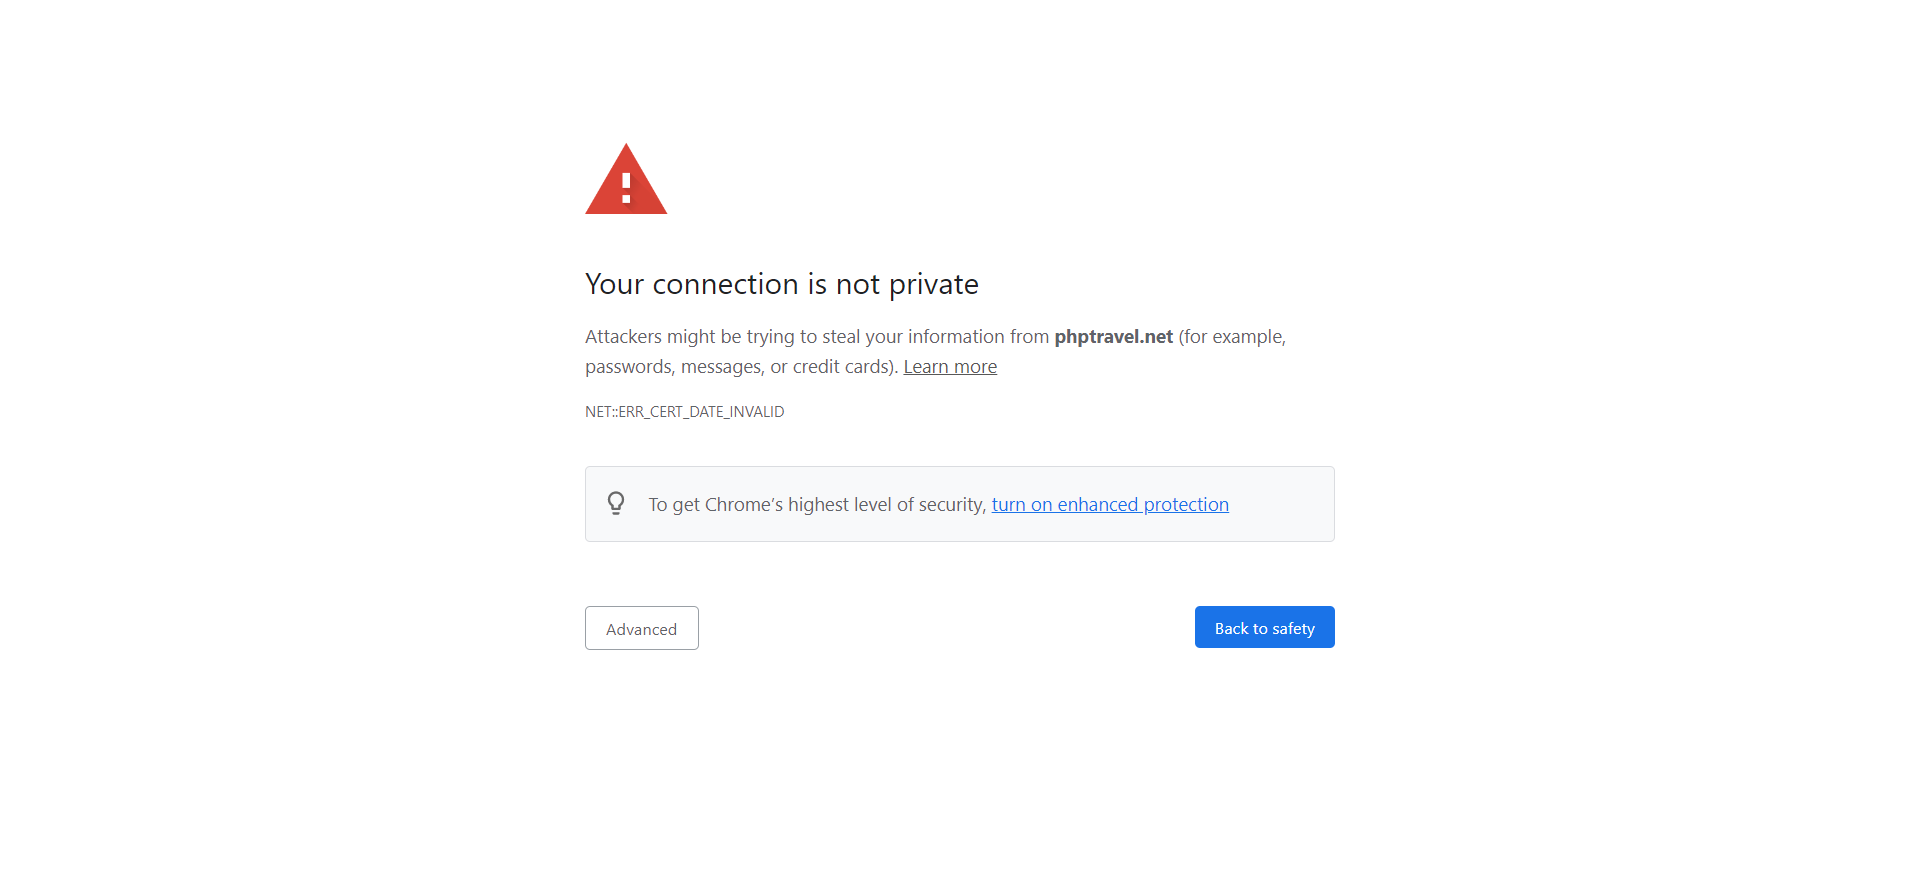 Your connection is not private
Attackers might be trying to steal your information from phptravel.net (for example,
passwords, messages, or credit cards). Learn more
NET::ERR_CERT_DATE_INVALID
To get Chrome’s highest level of security, turn on enhanced protection
Advanced
Back to safety